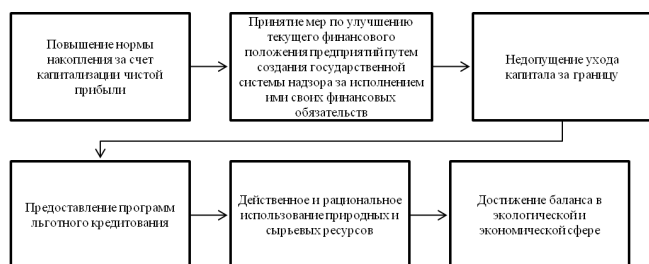 Повышение нормы
накопления за счет
капитализации чистой
прибыли
Принятие мер по улучшению
текущего финансового
положения предприятий путем
создания государственной
системы надзора за исполнением
ими своих финансовых
обязательств
Недопущение ухода
капитала за границу
Предоставление программ
льготного кредитования
Действенное и рациональное
использование природных и
сырьевых ресурсов
Достижение баланса в
экологической и
экономической сфере